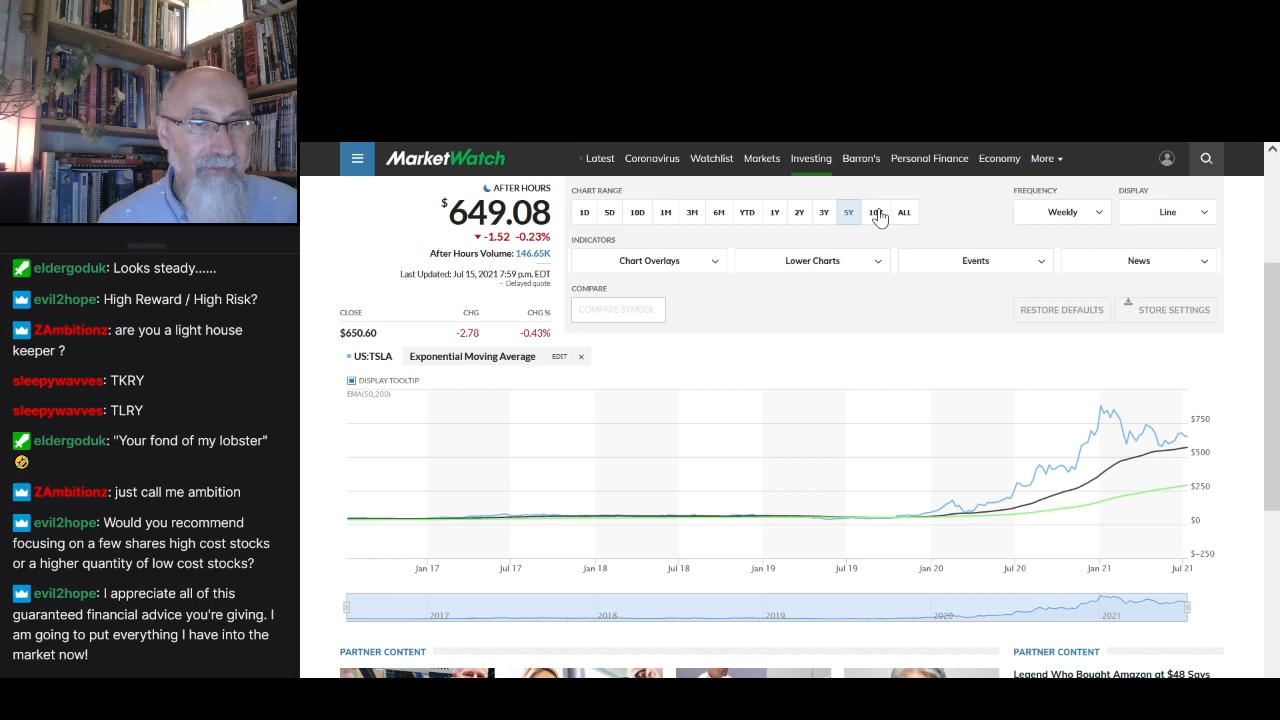 eldergoduk: Looks steady......
evil2hope: High Reward / High Risk?
ZAmbitionz: are you a light house
keeper ?
sleepywavves: TKRY
sleepywavves: TLRY
eldergoduk: "Your fond of my lobster"
🤣
ZAmbitionz: just call me ambition
evil2hope: Would you recommend
focusing on a few shares high cost stocks
or a higher quantity of low cost stocks?
evil2hope: I appreciate all of this
guaranteed financial advice you're giving. I
am going to put everything I have into the
market now!
MarketWatch
Latest Coronavirus Watchlist Markets Investing Barron's Personal Finance Economy More
AFTER HOURS
$649.08
-1.52 -0.23%
After Hours Volume: 146.65K
Last Updated: Jul 15, 2021 7:59 p.m. EDT
- Delayed quote
CLOSE CHG CHG %
$650.60 -2.78 -0.43%
CHART RANGE
1D 5D 10D 1M 3M 6M YTD 1Y 2Y 3Y 5Y ALL
FREQUENCY DISPLAY
Weekly Line
INDICATORS
Chart Overlays Lower Charts Events News
COMPARE
COMPARE SYMBOL
RESTORE DEFAULTS STORE SETTINGS
US:TSLA Exponential Moving Average EDIT ×
DISPLAY TOOLTIP
EMA(50,200)
$750
$500
$250
$0
$-250
Jan 17 Jul 17 Jan 18 Jul 18 Jan 19 Jul 19 Jan 20 Jul 20 Jan 21 Jul 21
2017 2018 2019 2020 2021
PARTNER CONTENT
PARTNER CONTENT
Legend Who Bought Amazon at $48 Says